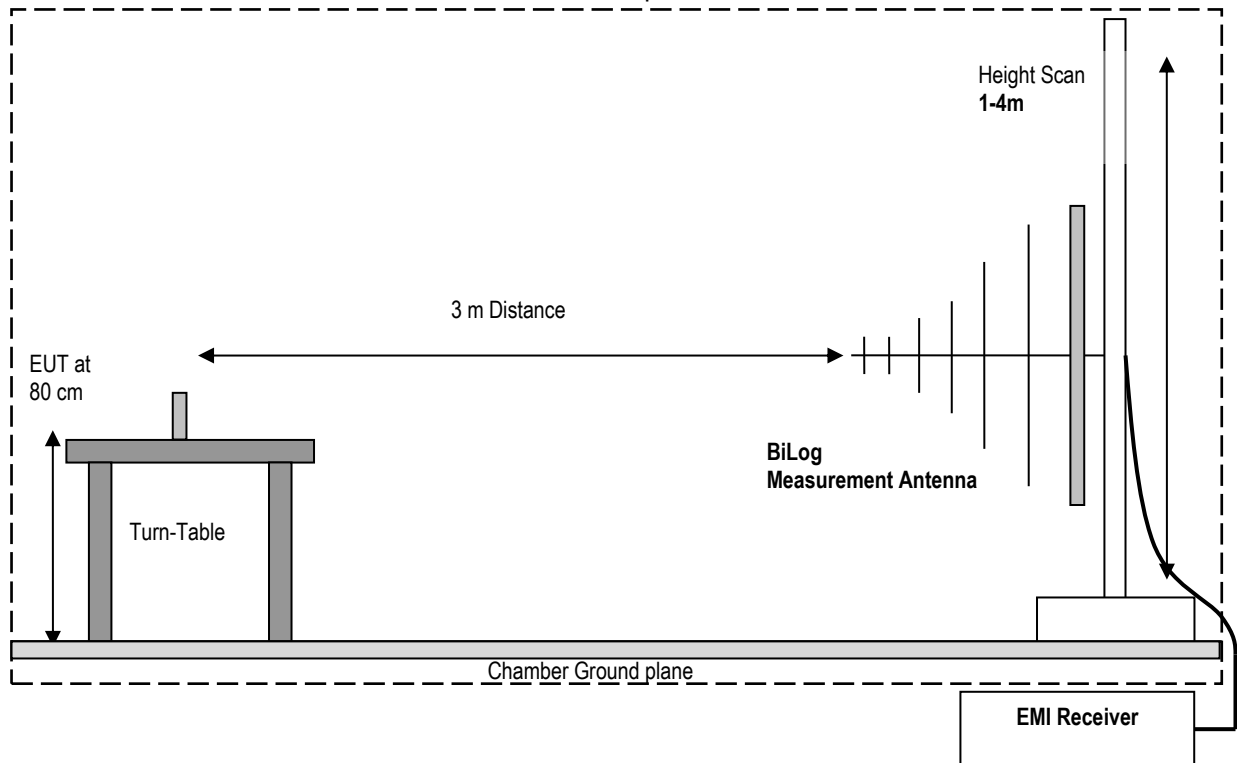 Height Scan
1-4m
3 m Distance
EUT at
80 cm
BiLog
Measurement Antenna
Turn-Table
Chamber Ground plane
EMI Receiver